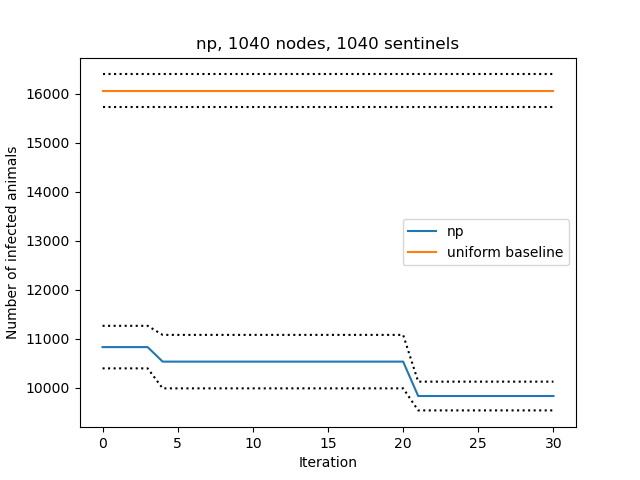 np, 1040 nodes, 1040 sentinels
Number of infected animals
16000
15000
14000
13000
12000
11000
10000
np
uniform baseline
0 5 10 15 20 25 30
Iteration